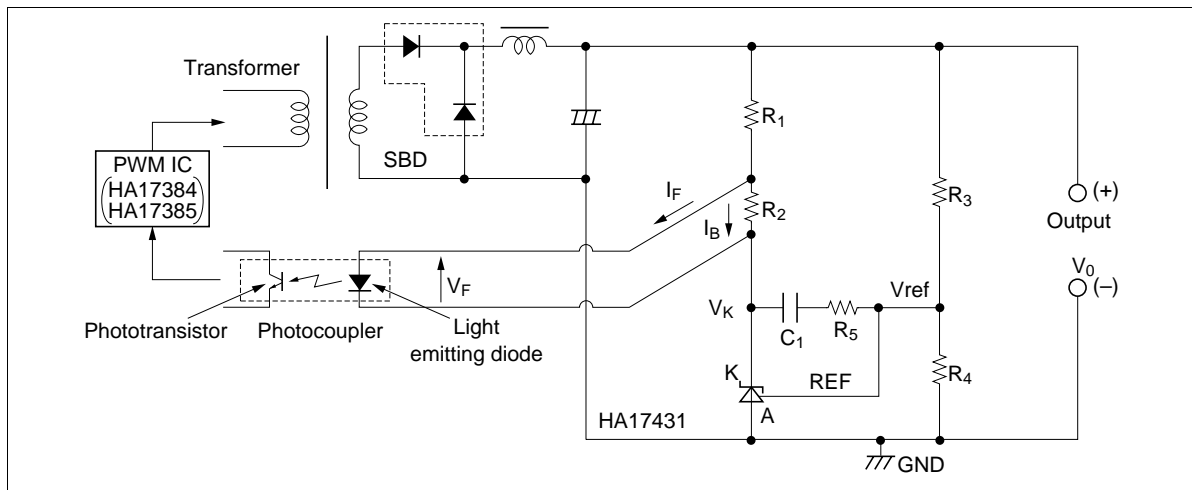 Transformer
SBD
PWM IC
(HA17384
HA17385)
R1
R2
R3
IF
IB
(+)
Output
V0
(–)
VF
Phototransistor
Photocoupler
Light
emitting diode
VK
C1
R5
Vref
R4
K
REF
A
HA17431
GND